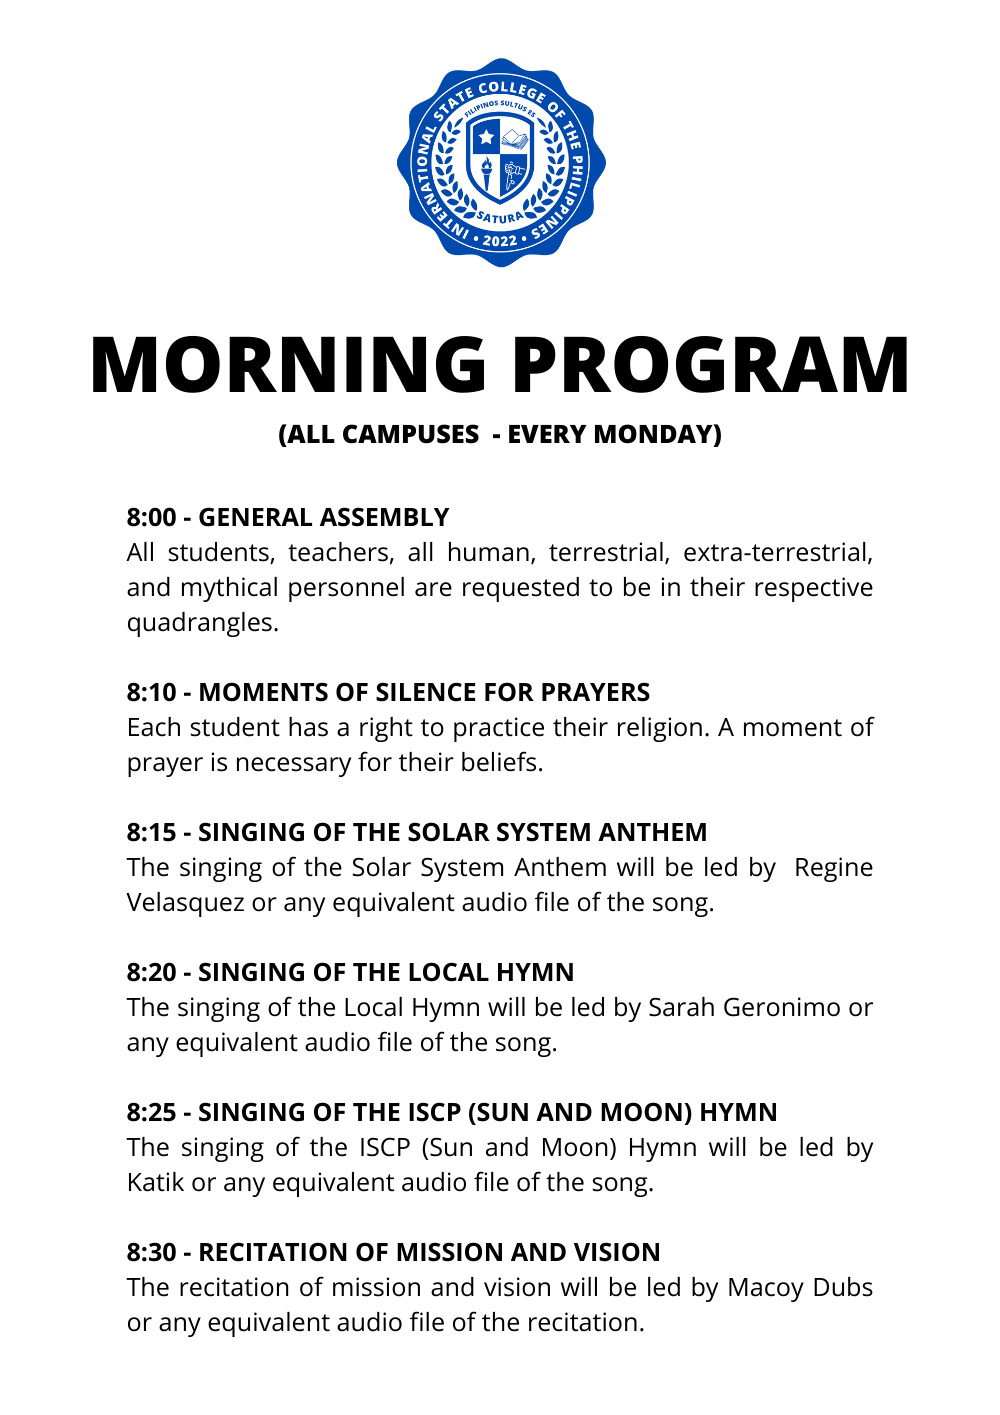 INTERNATIONAL STATE COLLEGE OF THE PHILIPPINES
FILIPINOS SULTUS ES
SATURA
• 2022 •
MORNING PROGRAM
(ALL CAMPUSES - EVERY MONDAY)
8:00 - GENERAL ASSEMBLY
All students, teachers, all human, terrestrial, extra-terrestrial,
and mythical personnel are requested to be in their respective
quadrangles.
8:10 - MOMENTS OF SILENCE FOR PRAYERS
Each student has a right to practice their religion. A moment of
prayer is necessary for their beliefs.
8:15 - SINGING OF THE SOLAR SYSTEM ANTHEM
The singing of the Solar System Anthem will be led by Regine
Velasquez or any equivalent audio file of the song.
8:20 - SINGING OF THE LOCAL HYMN
The singing of the Local Hymn will be led by Sarah Geronimo or
any equivalent audio file of the song.
8:25 - SINGING OF THE ISCP (SUN AND MOON) HYMN
The singing of the ISCP (Sun and Moon) Hymn will be led by
Katik or any equivalent audio file of the song.
8:30 - RECITATION OF MISSION AND VISION
The recitation of mission and vision will be led by Macoy Dubs
or any equivalent audio file of the recitation.